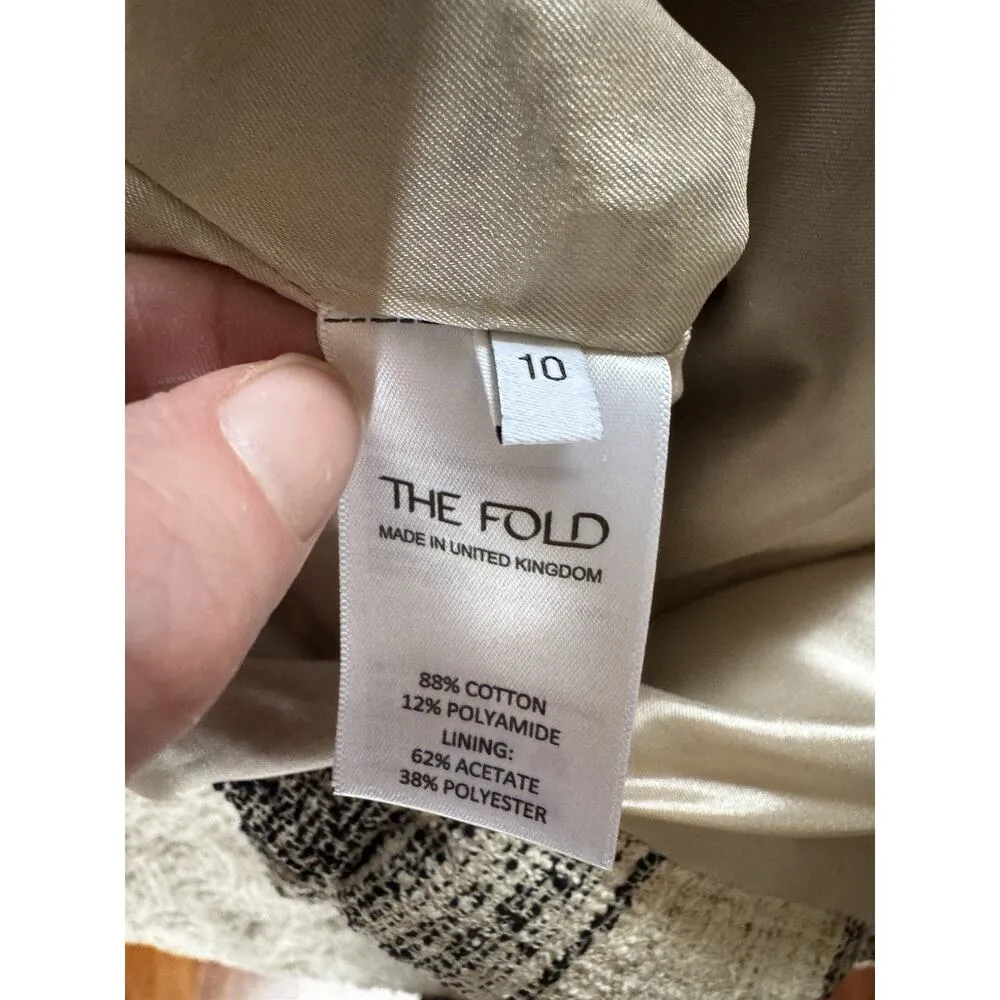 10
THE FOLD
MADE IN UNITED KINGDOM
88% COTTON
12% POLYAMIDE
LINING:
62% ACETATE
38% POLYESTER